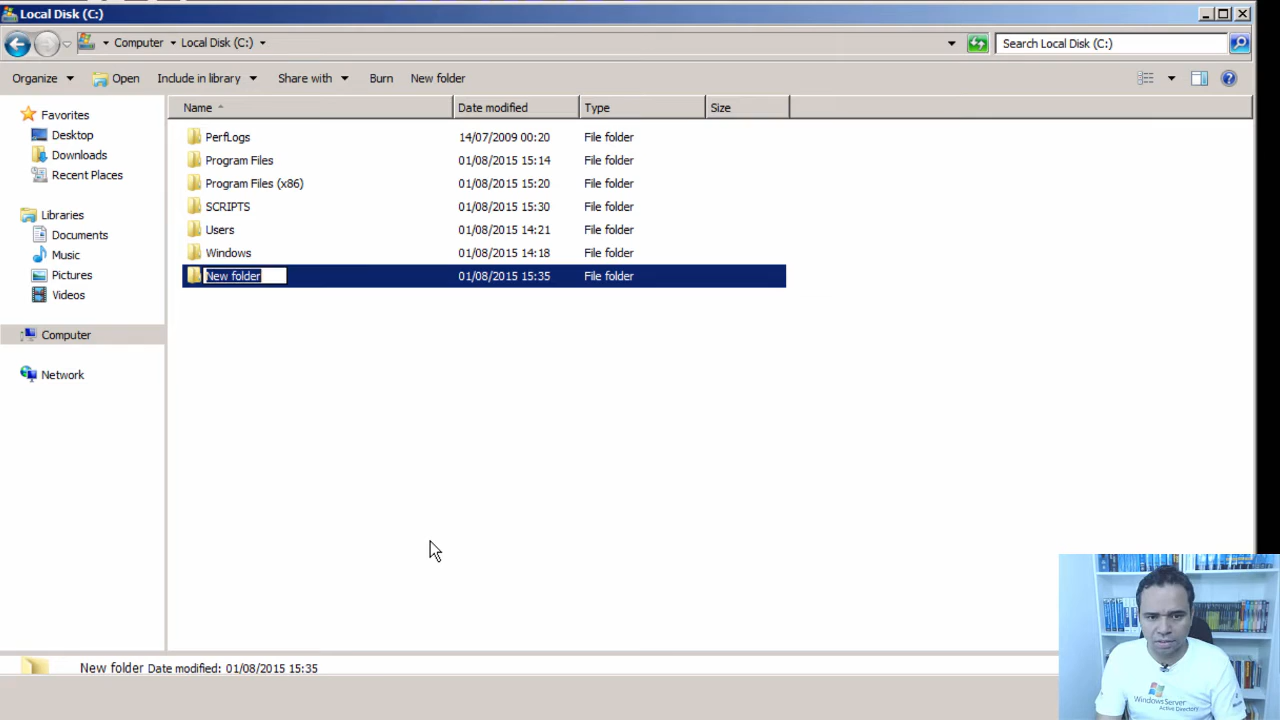 Local Disk (C:)
Computer Local Disk (C:)
Search Local Disk (C:)
Organize Open Include in library Share with Burn New folder
Name Date modified Type Size
Favorites
Desktop
Downloads
Recent Places
Libraries
Documents
Music
Pictures
Videos
Computer
Network
PerfLogs 14/07/2009 00:20 File folder
Program Files 01/08/2015 15:14 File folder
Program Files (x86) 01/08/2015 15:20 File folder
SCRIPTS 01/08/2015 15:30 File folder
Users 01/08/2015 14:21 File folder
Windows 01/08/2015 14:18 File folder
New folder 01/08/2015 15:35 File folder
New folder Date modified: 01/08/2015 15:35
Windows Server
Active Directory